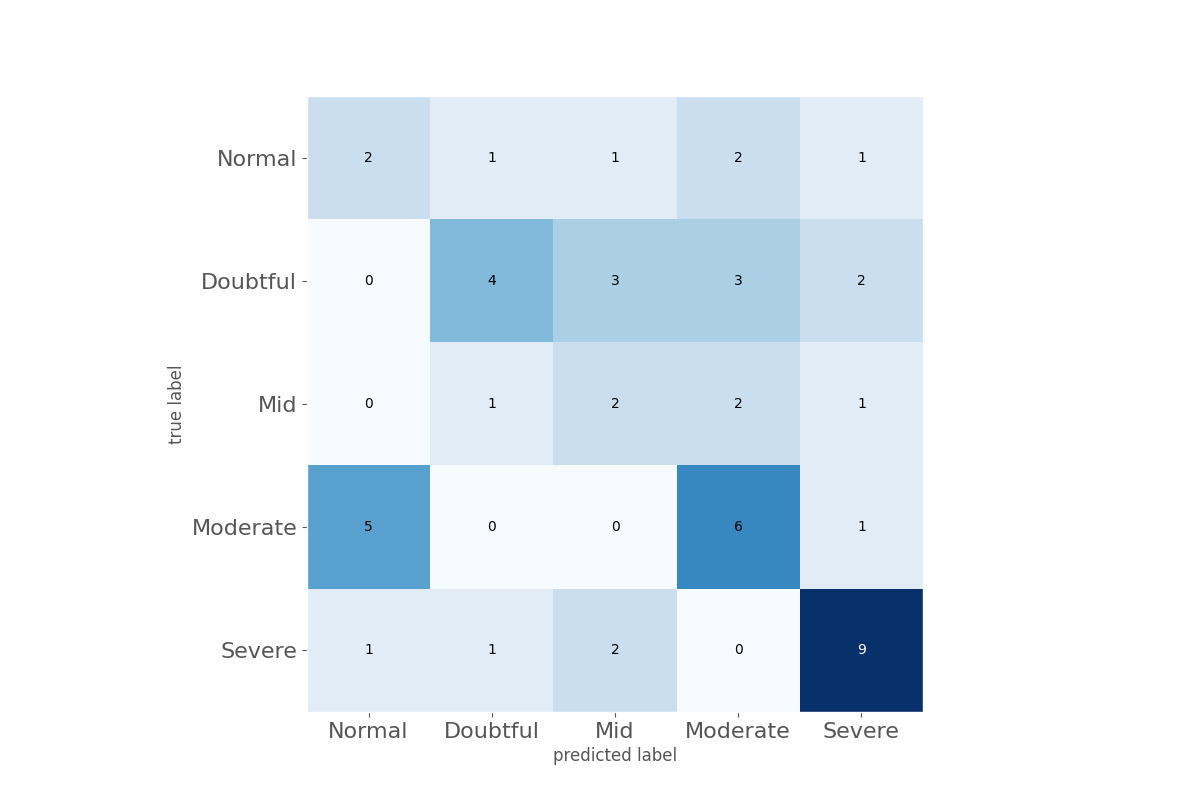 Normal 2 1 1 2 1
Doubtful 0 4 3 3 2
Mid 0 1 2 2 1
Moderate 5 0 0 6 1
Severe 1 1 2 0 9
true label
Normal Doubtful Mid Moderate Severe
predicted label